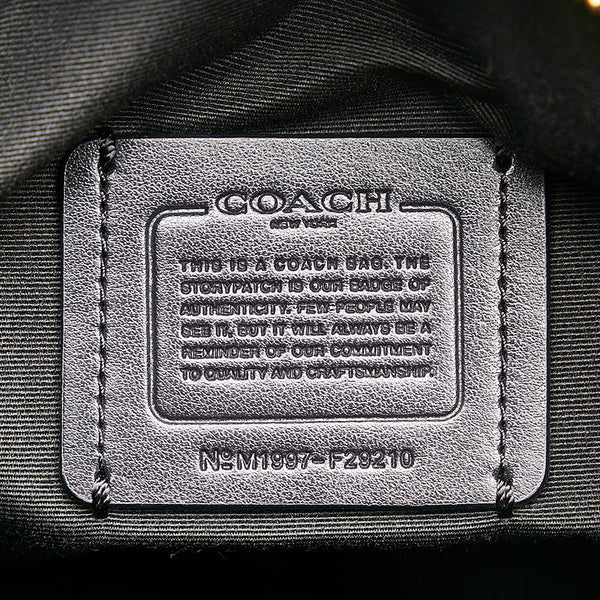 COACH
NEW YORK
THIS IS A COACH BAG. THE
STORYPATCH IS OUR BADGE OF
AUTHENTICITY. FEW PEOPLE MAY
SEE IT, BUT IT WILL ALWAYS BE A
REMINDER OF OUR COMMITMENT
TO QUALITY AND CRAFTSMANSHIP.
Nº M1997-F29210